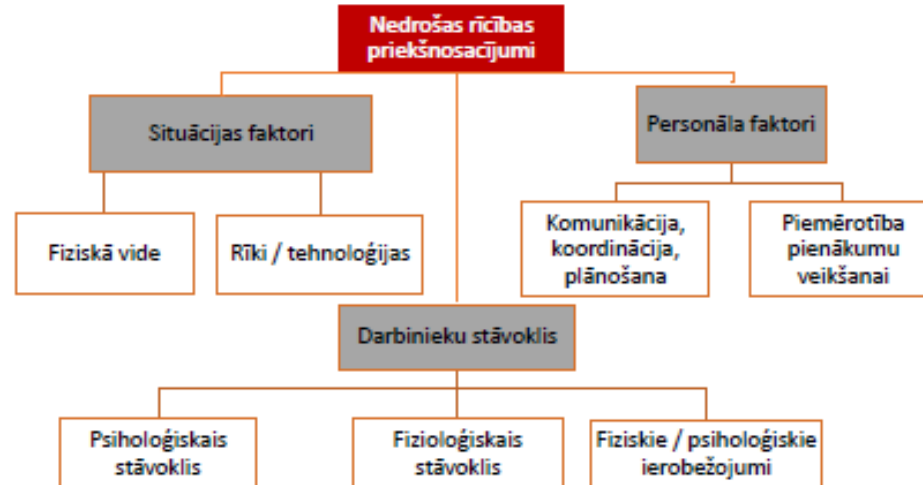 Nedrošas rīcības
priekšnosacījumi
Situācijas faktori
Personāla faktori
Fiziskā vide
Rīki / tehnoloģijas
Komunikācija,
koordinācija,
plānošana
Piemērotība
pienākumu
veikšanai
Darbinieku stāvoklis
Psiholoģiskais
stāvoklis
Fizioloģiskais
stāvoklis
Fiziskie / psiholoģiskie
ierobežojumi